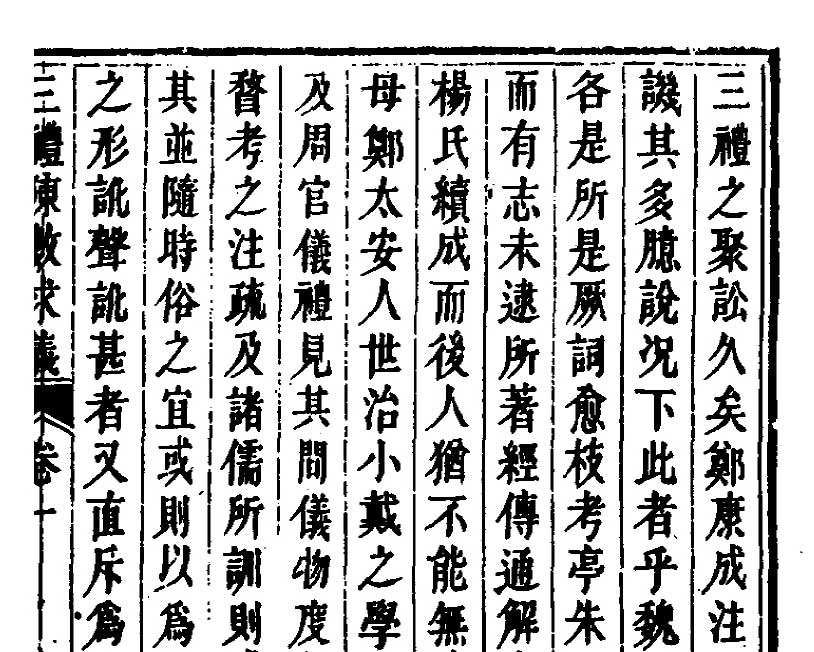 三禮之聚訟久矣鄭康成注
譏其多臆說况下此者乎魏
各是所是厥詞愈枝考亭朱
而有志未逮所著經傳通解
楊氏續成而後人猶不能無
母鄭太安人世治小戴之學
及周官儀禮見其間儀物度
瞀考之注疏及諸儒所訓則
其並隨時俗之宜或則以為
之形訛聲訛甚者又直斥為
三禮陳數求義 卷一